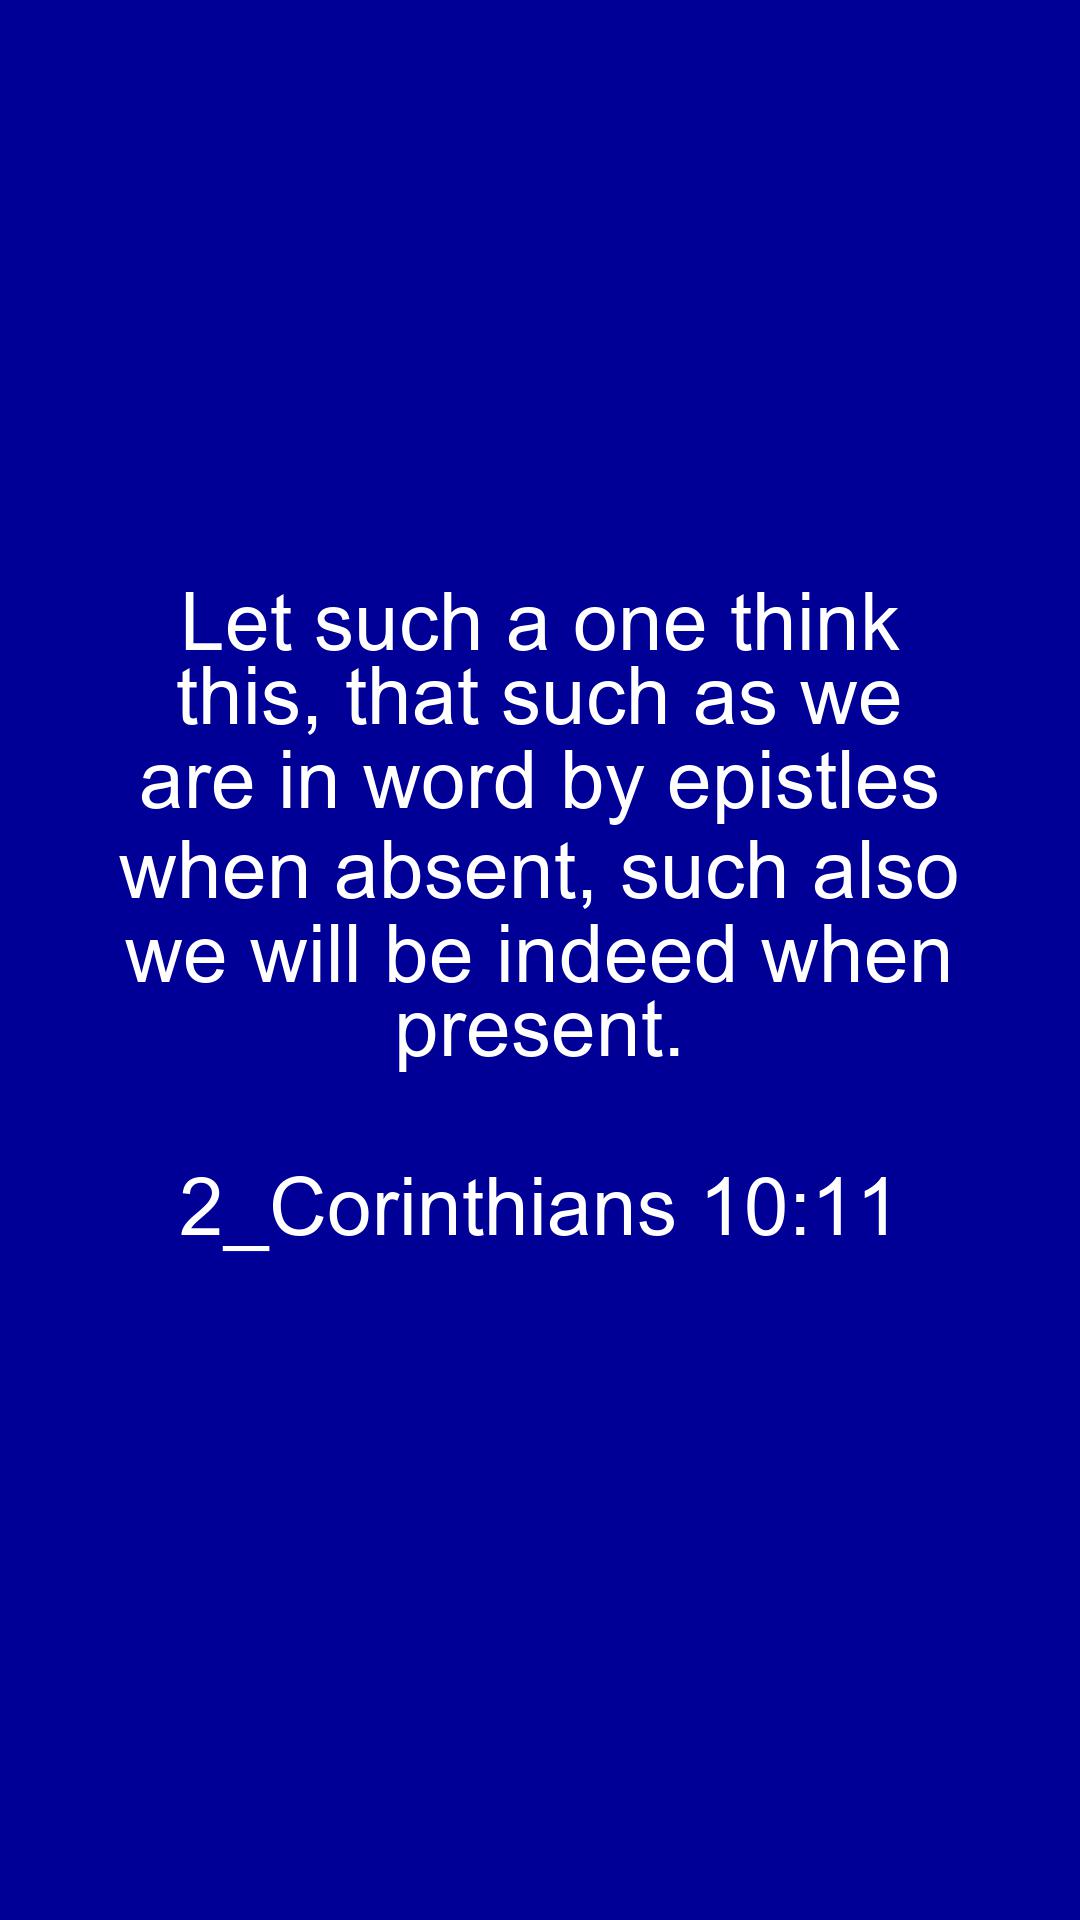 Let such a one think
this, that such as we
are in word by epistles
when absent, such also
we will be indeed when
present.
2_Corinthians 10:11